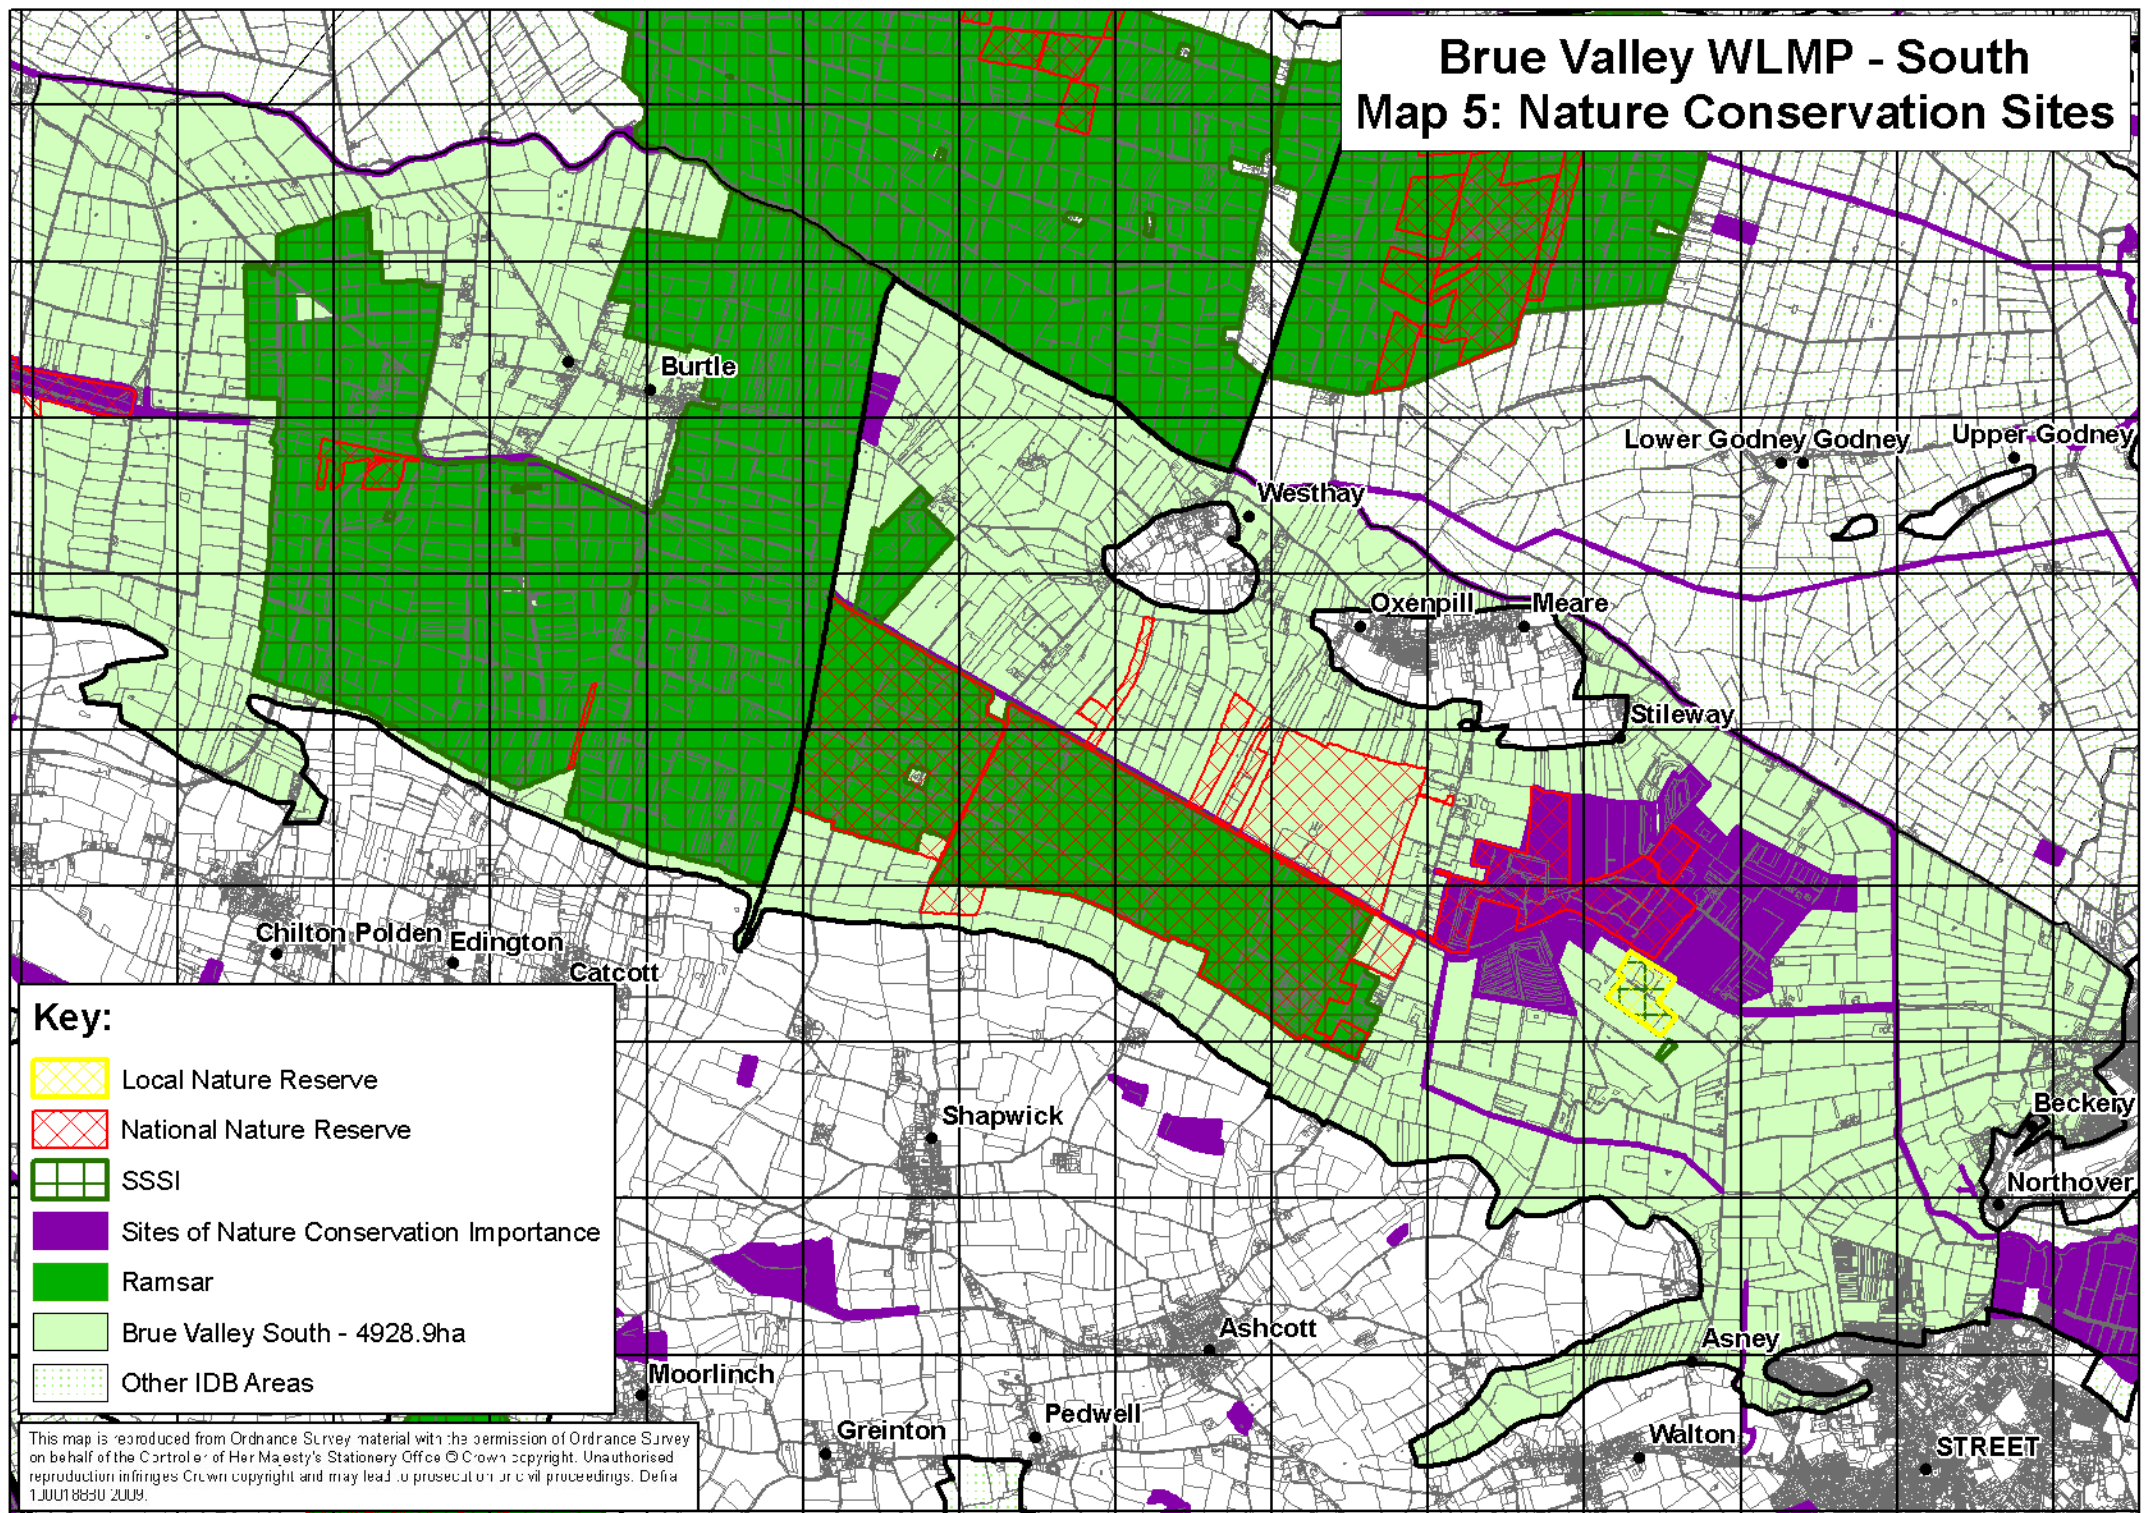 Brue Valley WLMP - South
Map 5: Nature Conservation Sites
Burtle
Lower Godney Godney Upper Godney
Westhay
Oxenpill Meare
Stileway
Chilton Polden Edington
Catcott
Beckery
Shapwick
Northover
Ashcott
Asney
Moorlinch
Pedwell
Greinton
Walton
STREET
Key:
Local Nature Reserve
National Nature Reserve
SSSI
Sites of Nature Conservation Importance
Ramsar
Brue Valley South - 4928.9ha
Other IDB Areas
This map is reproduced from Ordnance Survey material with the permission of Ordnance Survey
on behalf of the Controller of Her Majesty's Stationery Office © Crown copyright. Unauthorised
reproduction infringes Crown copyright and may lead to prosecution or civil proceedings. Defra
100018880 2009.